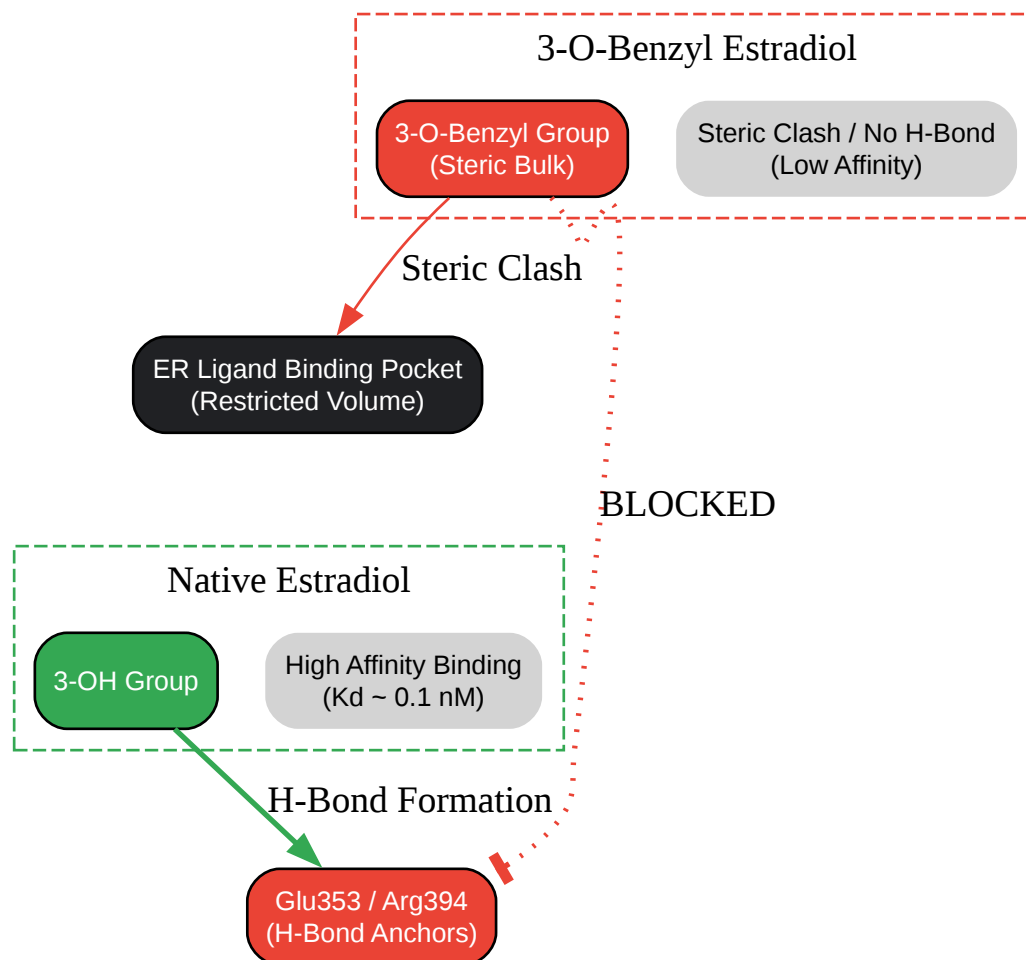 3-O-Benzyl Estradiol
3-O-Benzyl Group
(Steric Bulk)
Steric Clash / No H-Bond
(Low Affinity)
Steric Clash
ER Ligand Binding Pocket
(Restricted Volume)
BLOCKED
Native Estradiol
3-OH Group
High Affinity Binding
(Kd ~ 0.1 nM)
H-Bond Formation
Glu353 / Arg394
(H-Bond Anchors)